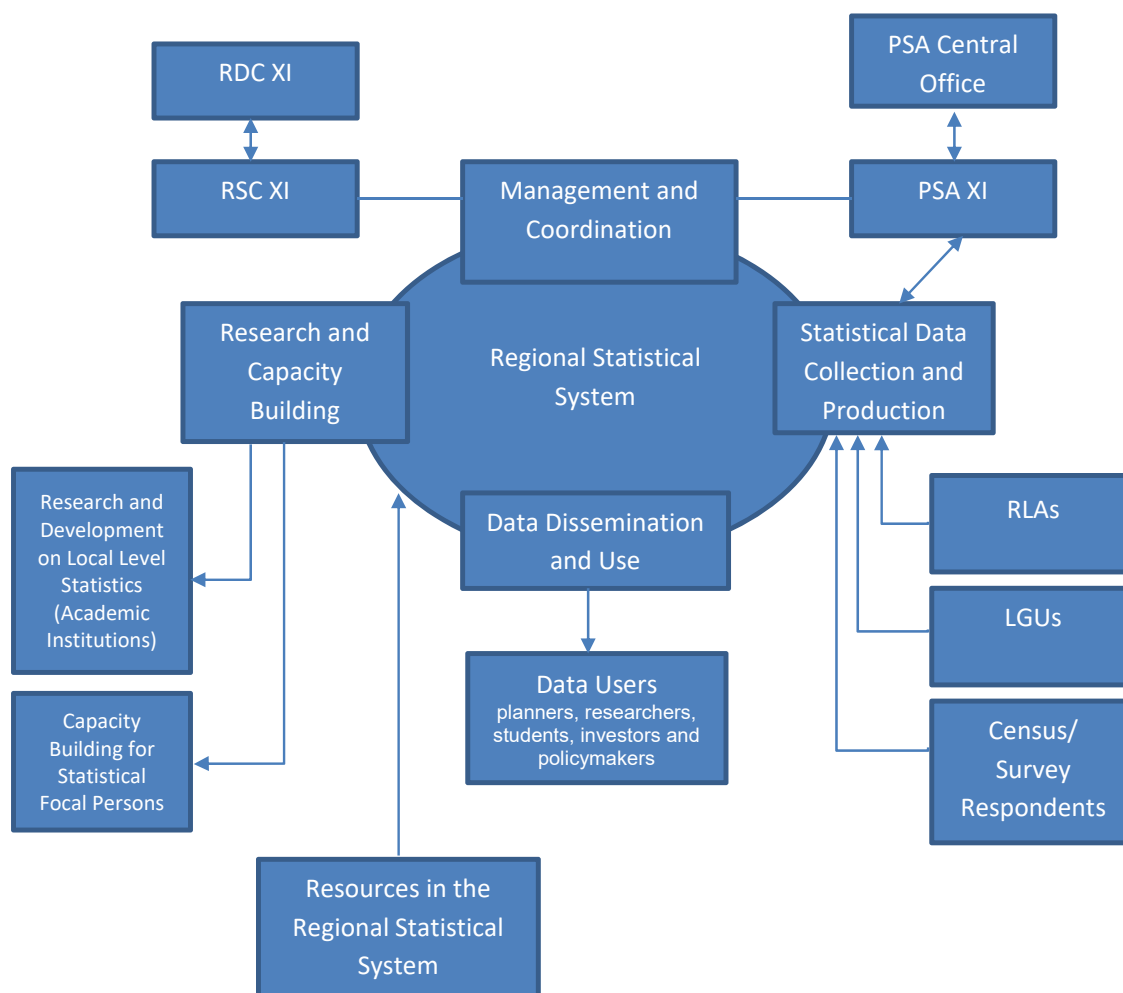 RDC XI
PSA Central
Office
RSC XI
Management and
Coordination
PSA XI
Research and
Capacity
Building
Regional Statistical
System
Statistical Data
Collection and
Production
Research and
Development
on Local Level
Statistics
(Academic
Institutions)
Data Dissemination
and Use
RLAs
LGUs
Data Users
planners, researchers,
students, investors and
policymakers
Capacity
Building for
Statistical
Focal Persons
Census/
Survey
Respondents
Resources in the
Regional Statistical
System